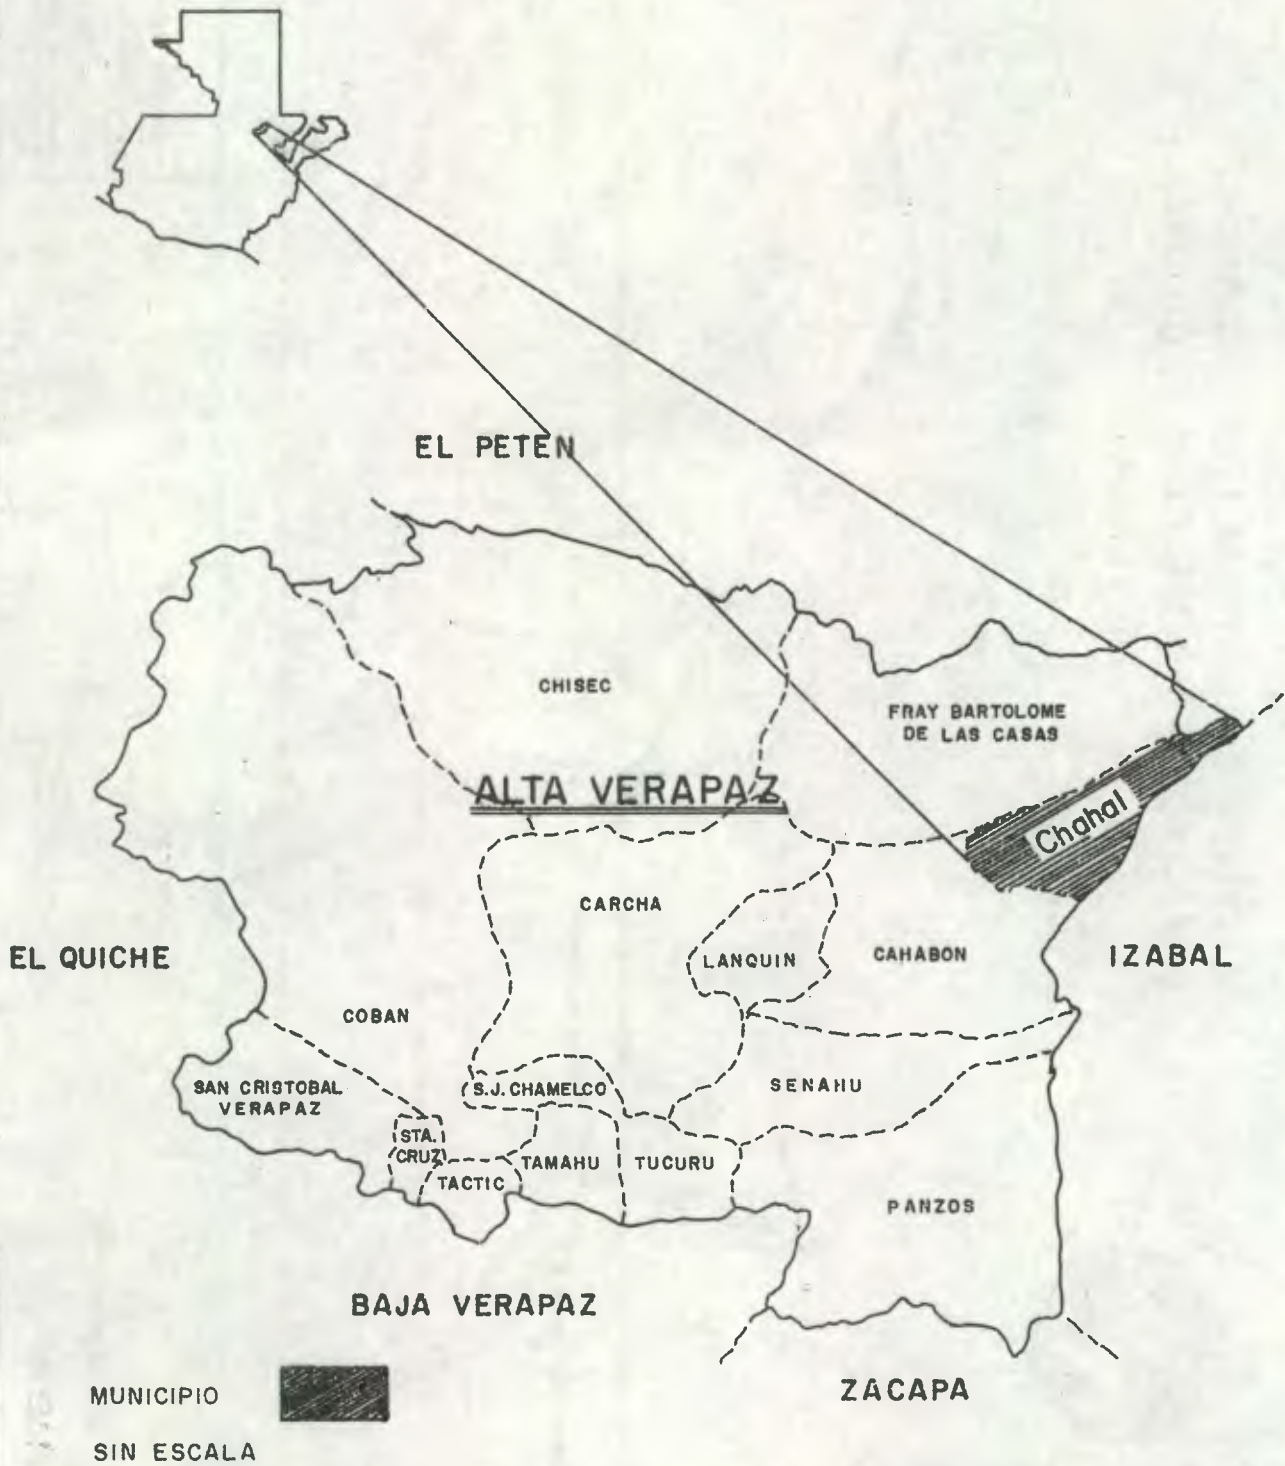 EL PETEN
CHISEC
FRAY BARTOLOME
DE LAS CASAS
ALTA VERAPAZ
Chahal
CARCHA
LANQUIN
CAHABON
EL QUICHE
IZABAL
COBAN
SAN CRISTOBAL
VERAPAZ
S.J. CHAMELCO
SENAHU
STA.
CRUZ
TACTIC
TAMAHU
TUCURU
PANZOS
BAJA VERAPAZ
ZACAPA
MUNICIPIO
SIN ESCALA